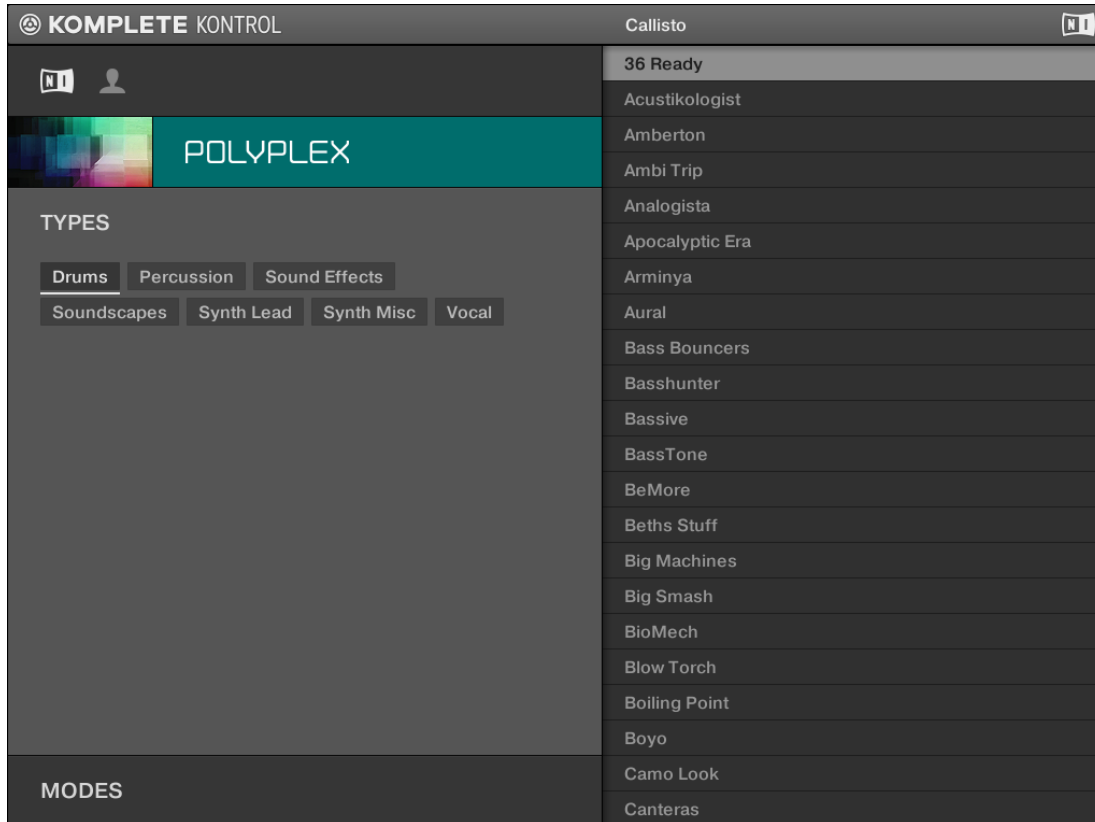 KOMPLETE KONTROL
NI
POLYPLEX
TYPES
Drums Percussion Sound Effects
Soundscapes Synth Lead Synth Misc Vocal
MODES
Callisto NI
36 Ready
Acustikologist
Amberton
Ambi Trip
Analogista
Apocalyptic Era
Arminya
Aural
Bass Bouncers
Basshunter
Bassive
BassTone
BeMore
Beths Stuff
Big Machines
Big Smash
BioMech
Blow Torch
Boiling Point
Boyo
Camo Look
Canteras